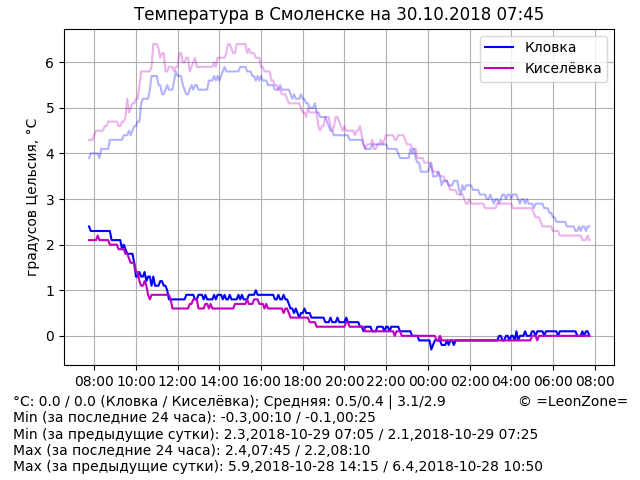 Температура в Смоленске на 30.10.2018 07:45
Кловка
Киселёвка
градусов Цельсия, °C
6
5
4
3
2
1
0
08:00 10:00 12:00 14:00 16:00 18:00 20:00 22:00 00:00 02:00 04:00 06:00 08:00
°C: 0.0 / 0.0 (Кловка / Киселёвка); Средняя: 0.5/0.4 | 3.1/2.9 © =LeonZone=
Min (за последние 24 часа): -0.3,00:10 / -0.1,00:25
Min (за предыдущие сутки): 2.3,2018-10-29 07:05 / 2.1,2018-10-29 07:25
Max (за последние 24 часа): 2.4,07:45 / 2.2,08:10
Max (за предыдущие сутки): 5.9,2018-10-28 14:15 / 6.4,2018-10-28 10:50